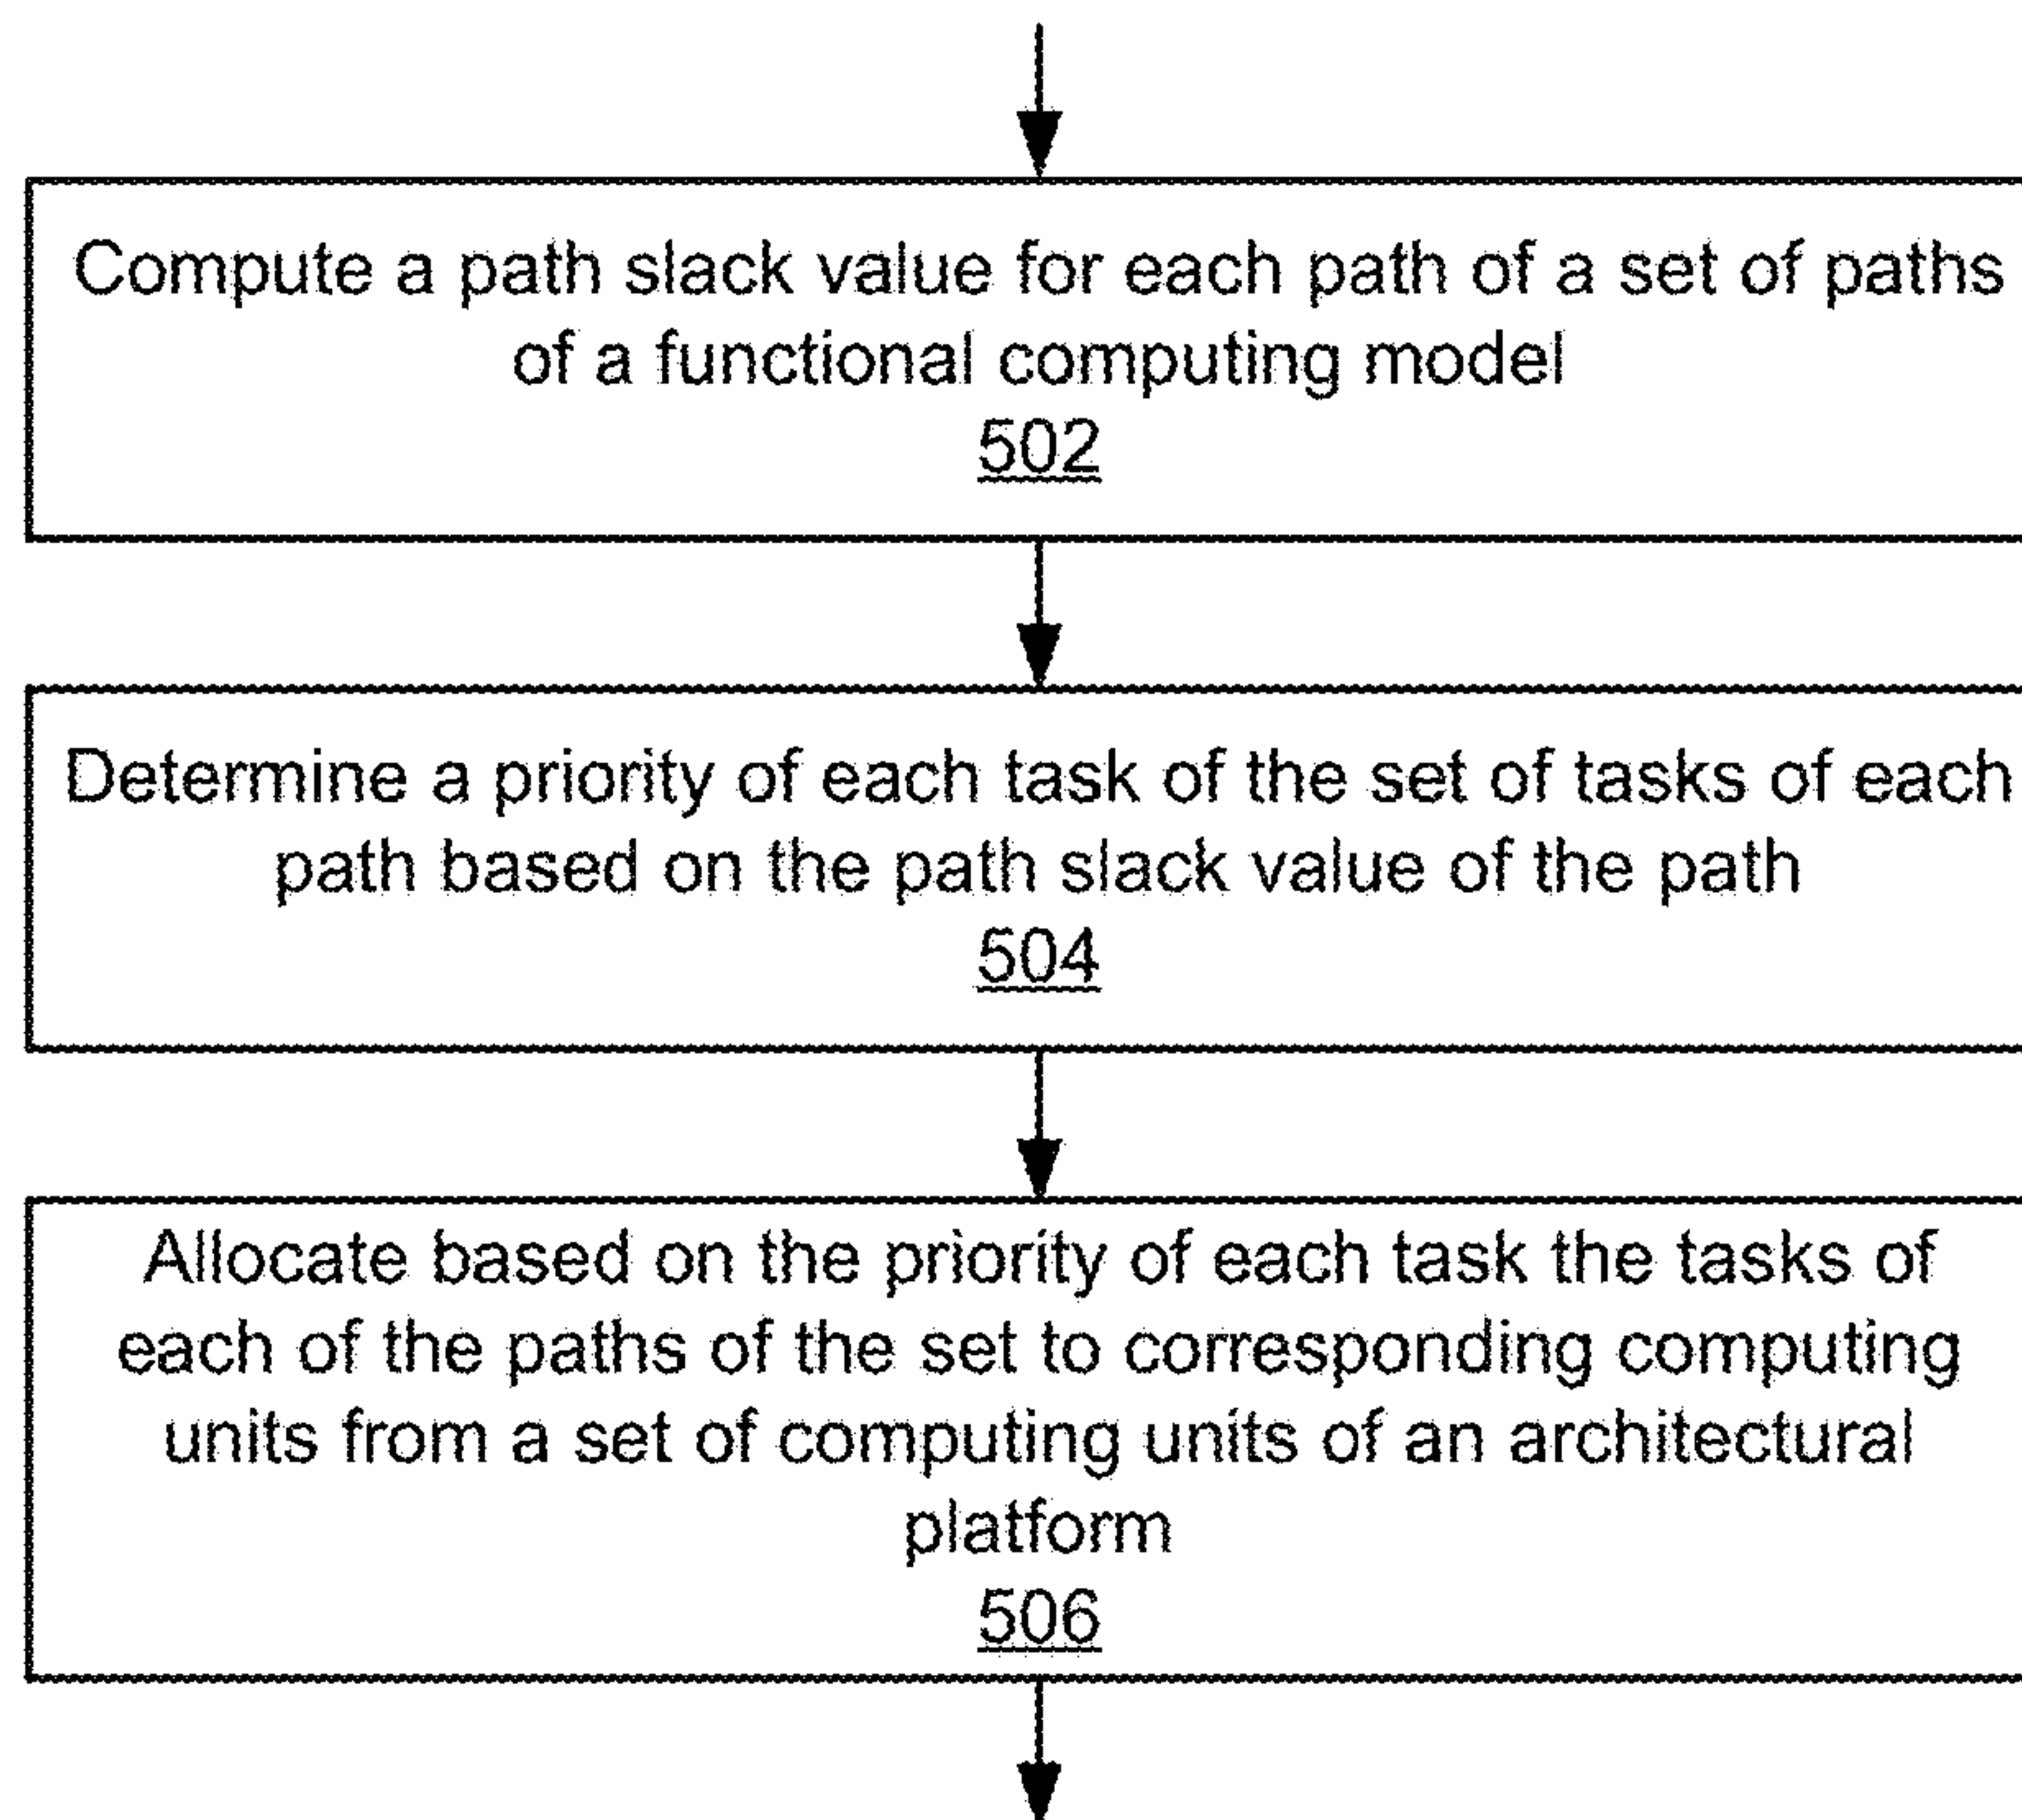 Compute a path slack value for each path of a set of paths
of a functional computing model
502
Determine a priority of each task of the set of tasks of each
path based on the path slack value of the path
504
Allocate based on the priority of each task the tasks of
each of the paths of the set to corresponding computing
units from a set of computing units of an architectural
platform
506